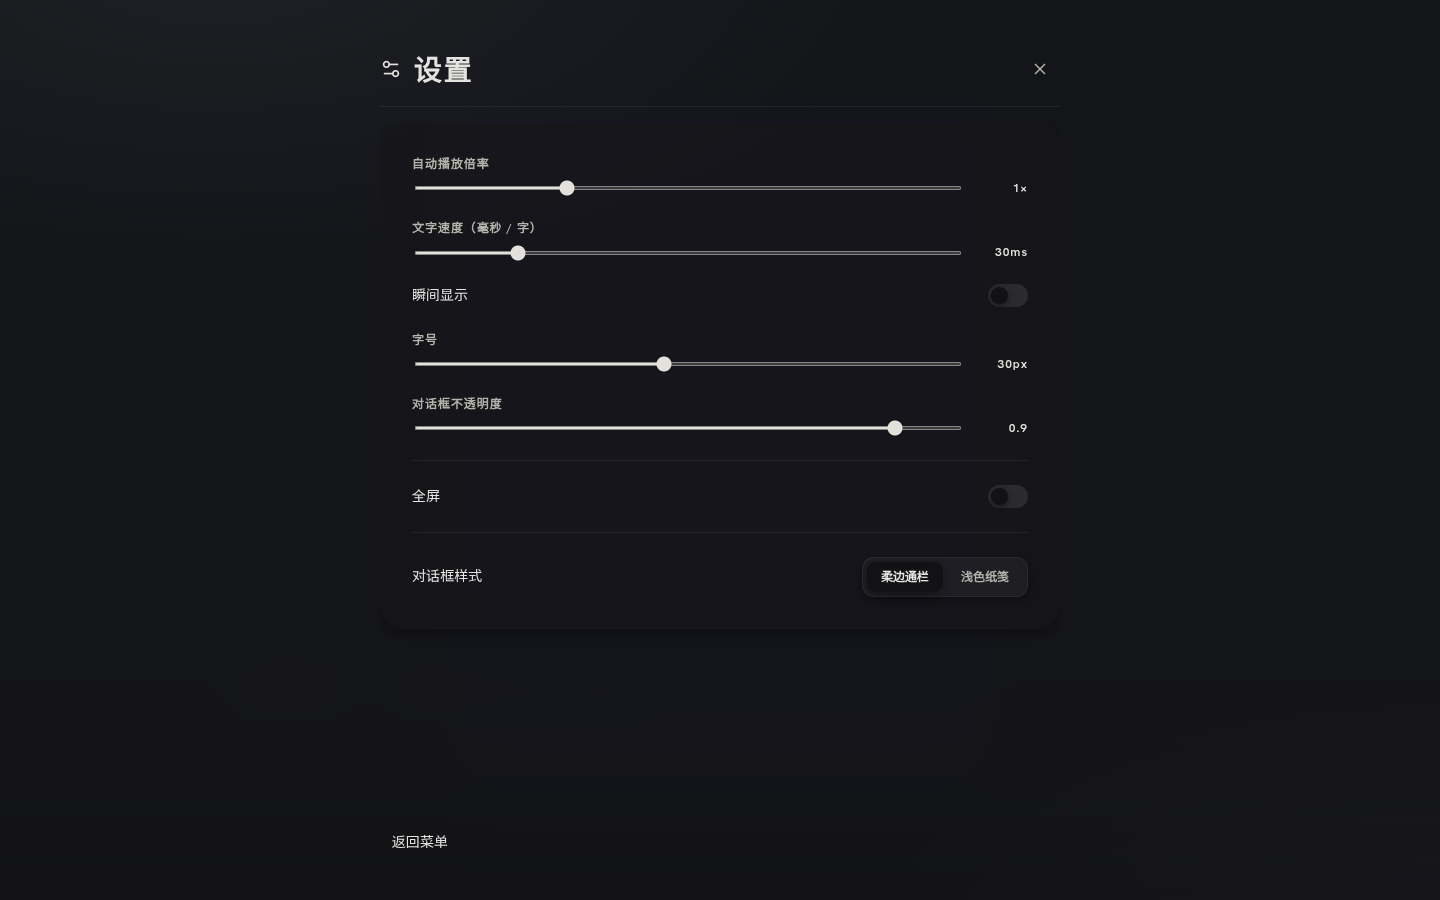 设置
自动播放倍率
1×
文字速度（毫秒 / 字）
30ms
瞬间显示
字号
30px
对话框不透明度
0.9
全屏
对话框样式
柔边通栏 浅色纸笺
返回菜单